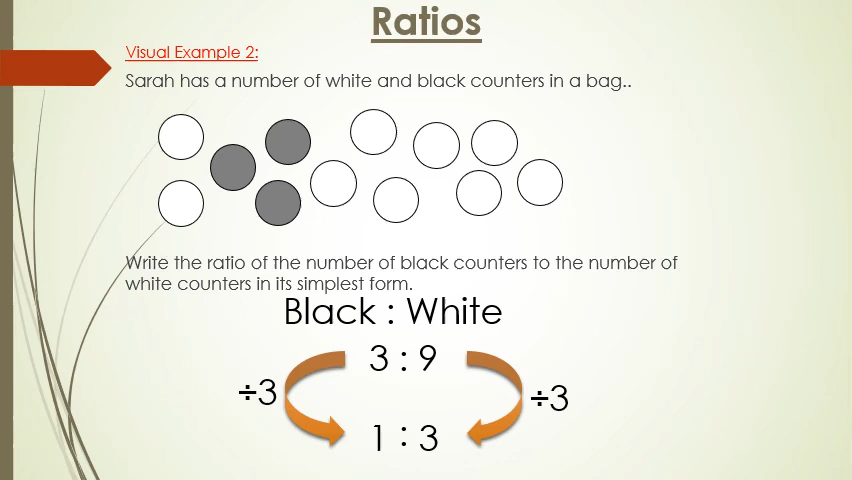 Ratios
Visual Example 2:
Sarah has a number of white and black counters in a bag..
Write the ratio of the number of black counters to the number of
white counters in its simplest form.
Black : White
3 : 9
÷3
÷3
1 : 3